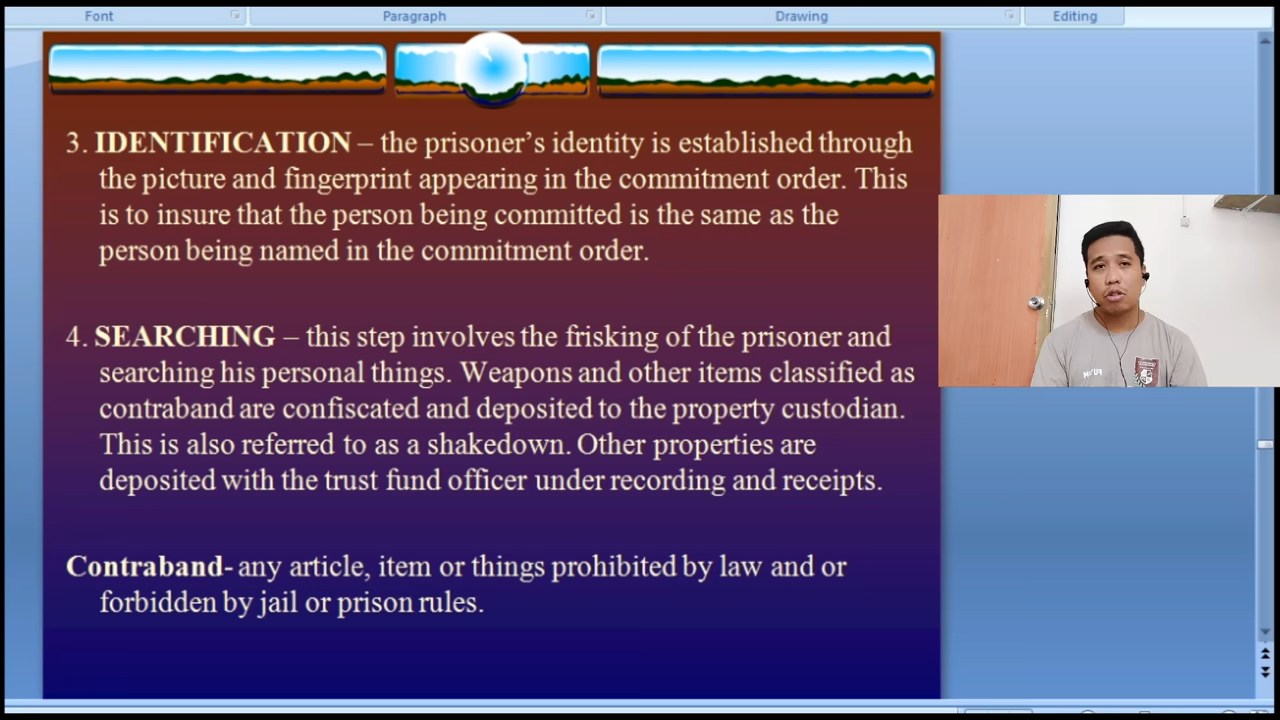 Font Paragraph Drawing Editing
3. IDENTIFICATION – the prisoner’s identity is established through
the picture and fingerprint appearing in the commitment order. This
is to insure that the person being committed is the same as the
person being named in the commitment order.
4. SEARCHING – this step involves the frisking of the prisoner and
searching his personal things. Weapons and other items classified as
contraband are confiscated and deposited to the property custodian.
This is also referred to as a shakedown. Other properties are
deposited with the trust fund officer under recording and receipts.
Contraband- any article, item or things prohibited by law and or
forbidden by jail or prison rules.